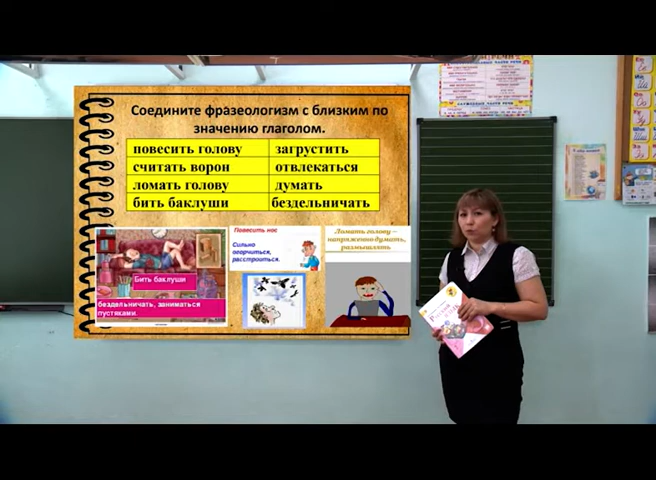 Соедините фразеологизм с близким по
значению глаголом.
повесить голову загрустить
считать ворон отвлекаться
ломать голову думать
бить баклуши бездельничать
Бить баклуши
бездельничать, заниматься
пустяками.
Повесить нос
Сильно
огорчиться,
расстроиться.
Ломать голову –
напряженно думать,
размышлять